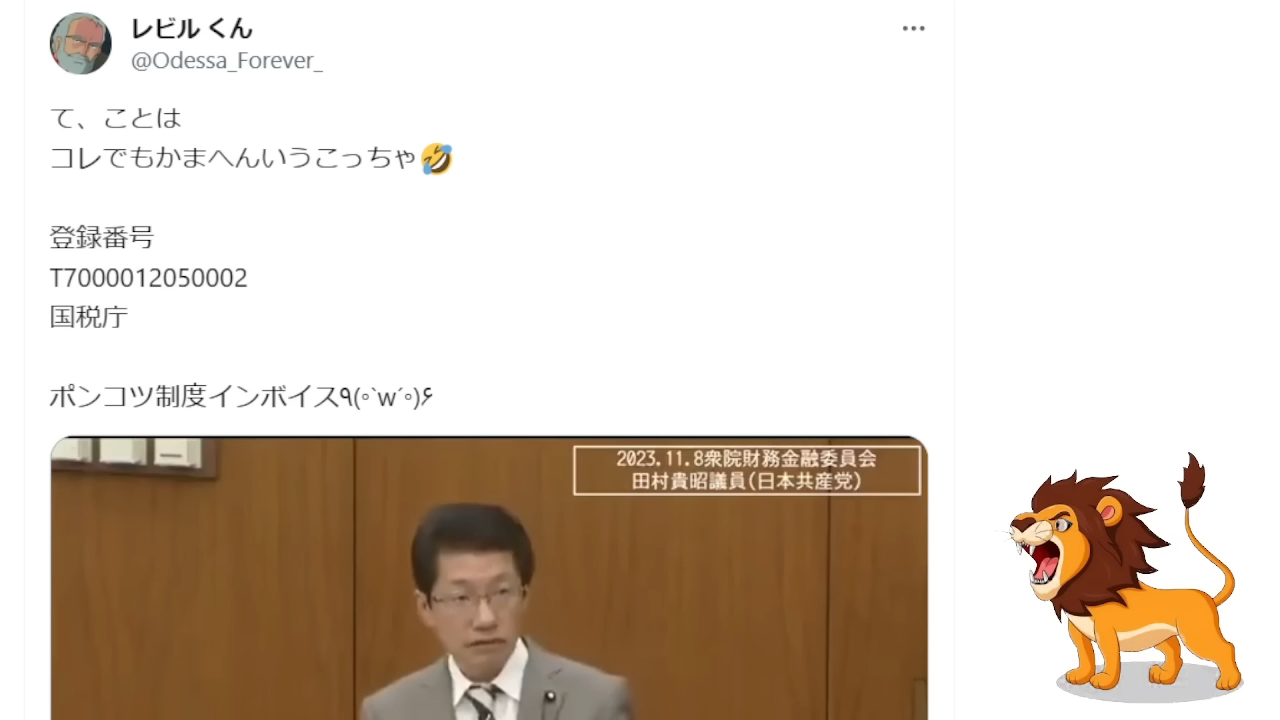 レビル くん
@Odessa_Forever_
て、ことは
コレでもかまへんいうこっちゃ🤣
登録番号
T7000012050002
国税庁
ポンコツ制度インボイス٩(◦`w´◦)۶
2023.11.8衆院財務金融委員会
田村貴昭議員(日本共産党)